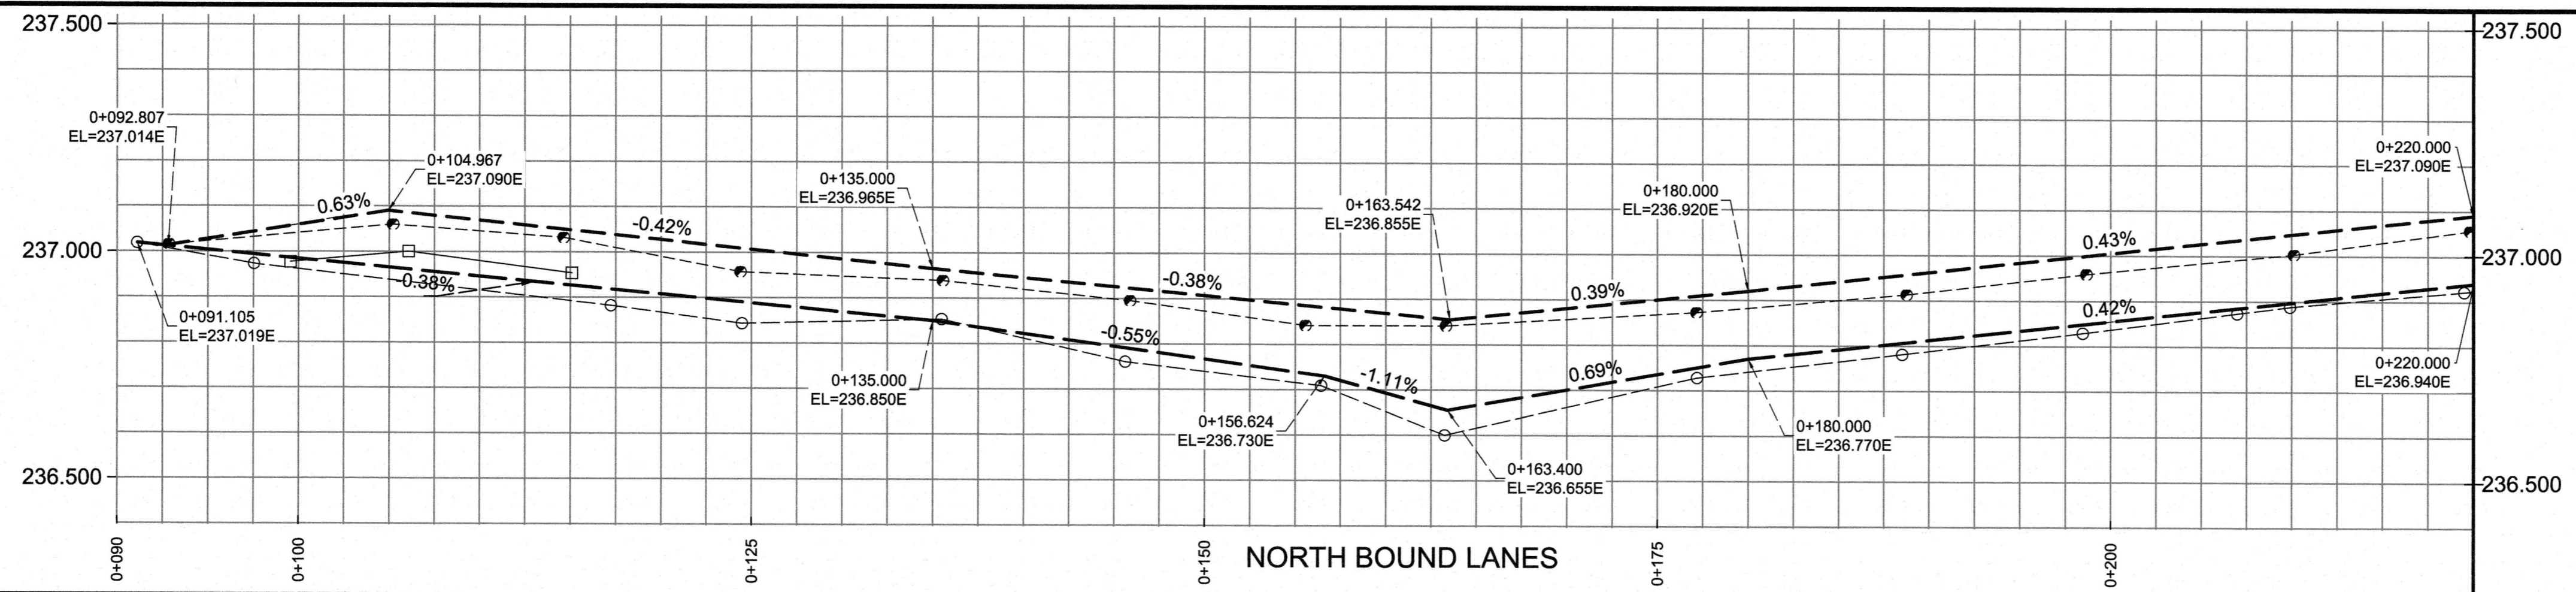 237.500
237.500
0+092.807
EL=237.014E
0+104.967
EL=237.090E
0.63%
-0.42%
0+135.000
EL=236.965E
-0.38%
0+163.542
EL=236.855E
0.39%
0+180.000
EL=236.920E
0.43%
0+220.000
EL=237.090E
237.000
237.000
-0.38%
0+091.105
EL=237.019E
0+135.000
EL=236.850E
-0.55%
-1.11%
0+156.624
EL=236.730E
0+163.400
EL=236.655E
0.69%
0+180.000
EL=236.770E
0.42%
0+220.000
EL=236.940E
236.500
236.500
0+090
0+100
0+125
0+150
NORTH BOUND LANES
0+175
0+200